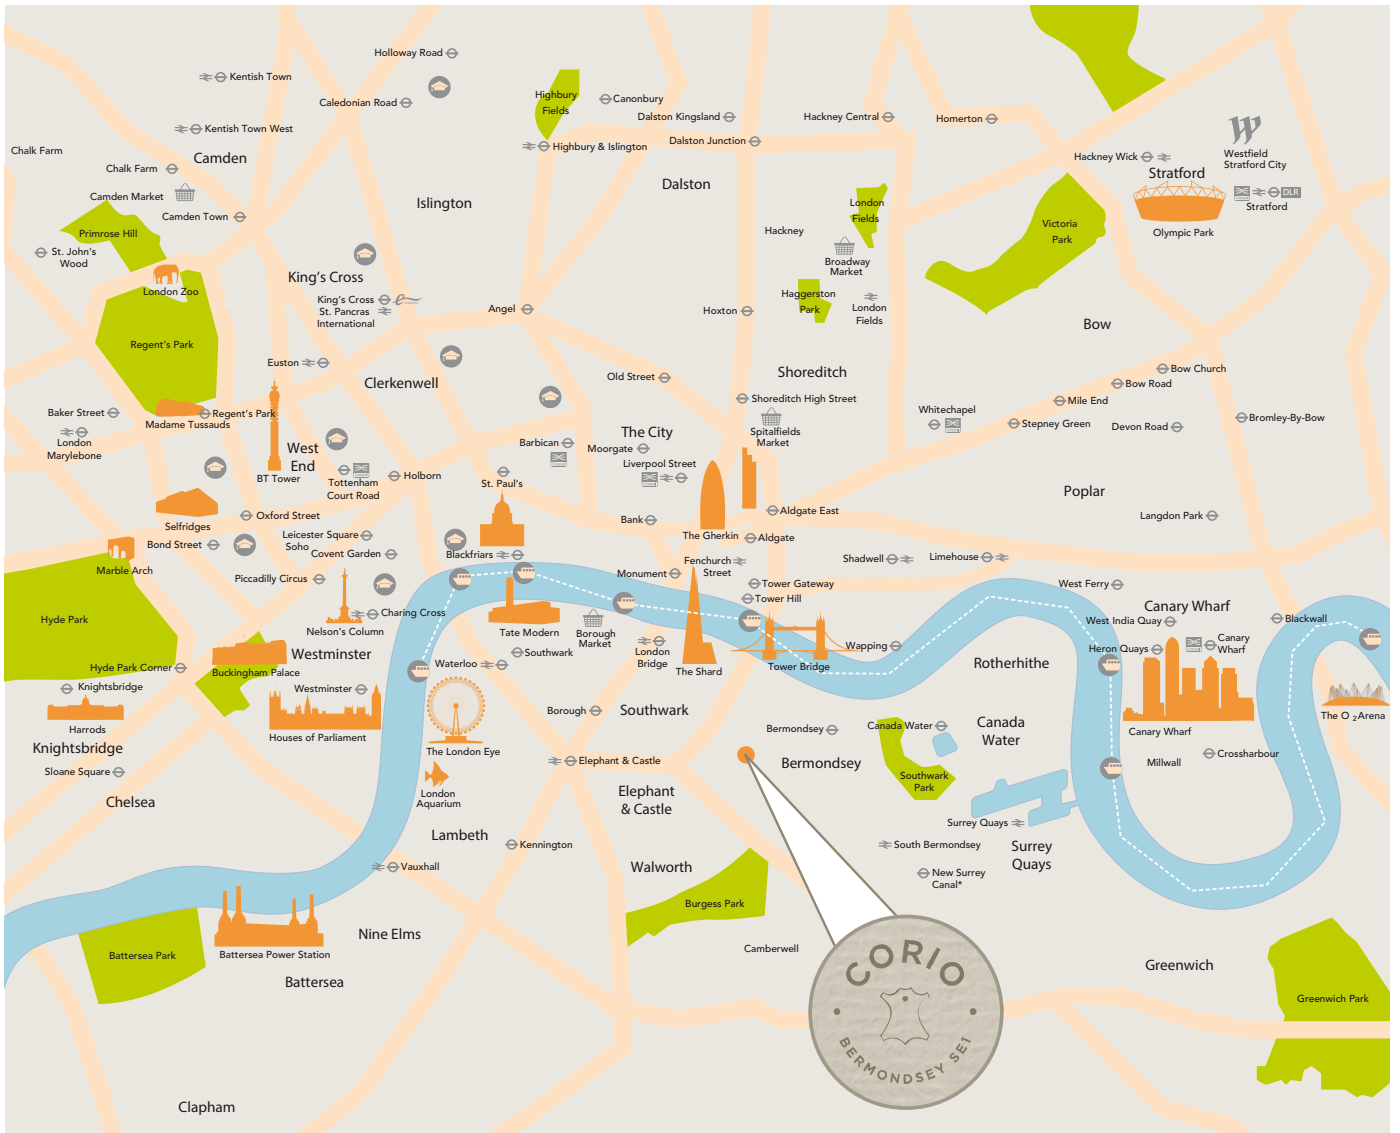 Holloway Road
Kentish Town
Caledonian Road
Highbury
Fields
Canonbury
Dalston Kingsland
Hackney Central
Homerton
Kentish Town West
Chalk Farm
Camden
Chalk Farm
Highbury & Islington
Dalston Junction
Hackney Wick
Westfield
Stratford City
Stratford
DLR
Stratford
Olympic Park
Camden Market
Camden Town
Islington
Dalston
London
Fields
Victoria
Park
Primrose Hill
St. John's
Wood
Hackney
Broadway
Market
London Zoo
King's Cross
King's Cross
St. Pancras
International
Angel
Hoxton
Haggerston
Park
London
Fields
Bow
Regent's Park
Euston
Clerkenwell
Old Street
Shoreditch
Bow Church
Bow Road
Mile End
Baker Street
Regent's Park
Madame Tussauds
London
Marylebone
West
End
BT Tower
Tottenham
Court Road
Holborn
Barbican
The City
Moorgate
Liverpool Street
Shoreditch High Street
Spitalfields
Market
Whitechapel
Stepney Green
Devon Road
Bromley-By-Bow
St. Paul's
Poplar
Selfridges
Oxford Street
Bond Street
Leicester Square
Soho
Covent Garden
Bank
The Gherkin
Aldgate East
Aldgate
Langdon Park
Marble Arch
Piccadilly Circus
Blackfriars
Monument
Fenchurch
Street
Shadwell
Limehouse
Tower Gateway
Tower Hill
West Ferry
Hyde Park
Nelson's Column
Charing Cross
Tate Modern
Borough
Market
London
Bridge
The Shard
Tower Bridge
Wapping
Canary Wharf
West India Quay
Blackwall
Heron Quays
Canary
Wharf
Westminster
Hyde Park Corner
Buckingham Palace
Waterloo
Southwark
Rotherhithe
Knightsbridge
Westminster
Harrods
Houses of Parliament
Borough
Southwark
Canary Wharf
The O2 Arena
Knightsbridge
Sloane Square
The London Eye
Bermondsey
Canada Water
Canada
Water
Chelsea
London
Aquarium
Elephant & Castle
Elephant
& Castle
Bermondsey
Southwark
Park
Millwall
Crossharbour
Lambeth
Kennington
Surrey Quays
South Bermondsey
Surrey
Quays
Vauxhall
Walworth
New Surrey
Canal*
Burgess Park
Nine Elms
Camberwell
Battersea Park
Battersea Power Station
Battersea
Greenwich
Greenwich Park
CORIO
BERMONDSEY SE1
Clapham